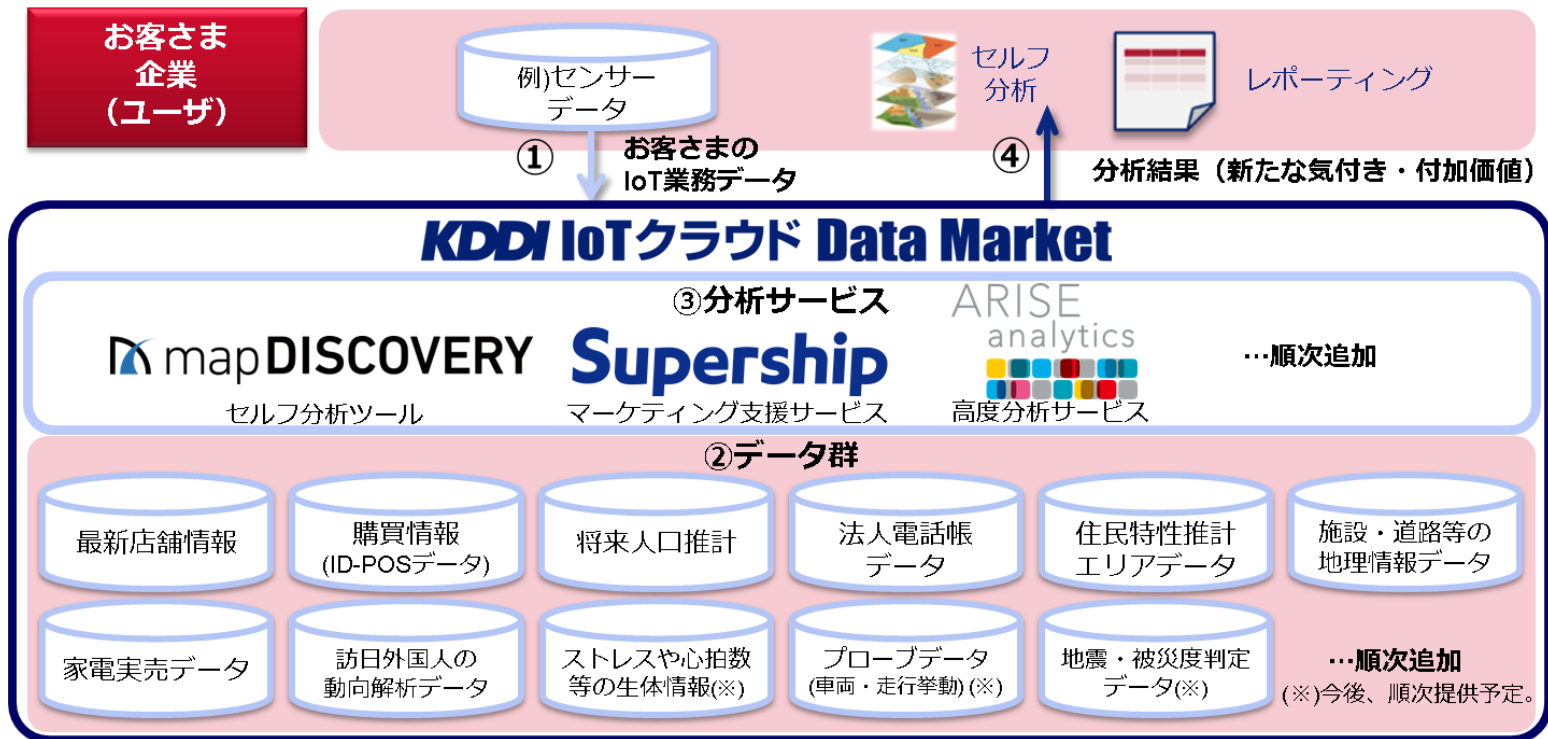 お客さま
企業
（ユーザ）
例)センサー
データ
セルフ
分析
レポーティング
①
お客さまの
IoT業務データ
④
分析結果（新たな気付き・付加価値）
KDDI IoTクラウド Data Market
③分析サービス
mapDISCOVERY
セルフ分析ツール
Supership
マーケティング支援サービス
ARISE
analytics
高度分析サービス
…順次追加
②データ群
最新店舗情報
購買情報
(ID-POSデータ)
将来人口推計
法人電話帳
データ
住民特性推計
エリアデータ
施設・道路等の
地理情報データ
家電実売データ
訪日外国人の
動向解析データ
ストレスや心拍数
等の生体情報(※)
プローブデータ
(車両・走行挙動)(※)
地震・被災度判定
データ(※)
…順次追加
(※)今後、順次提供予定。